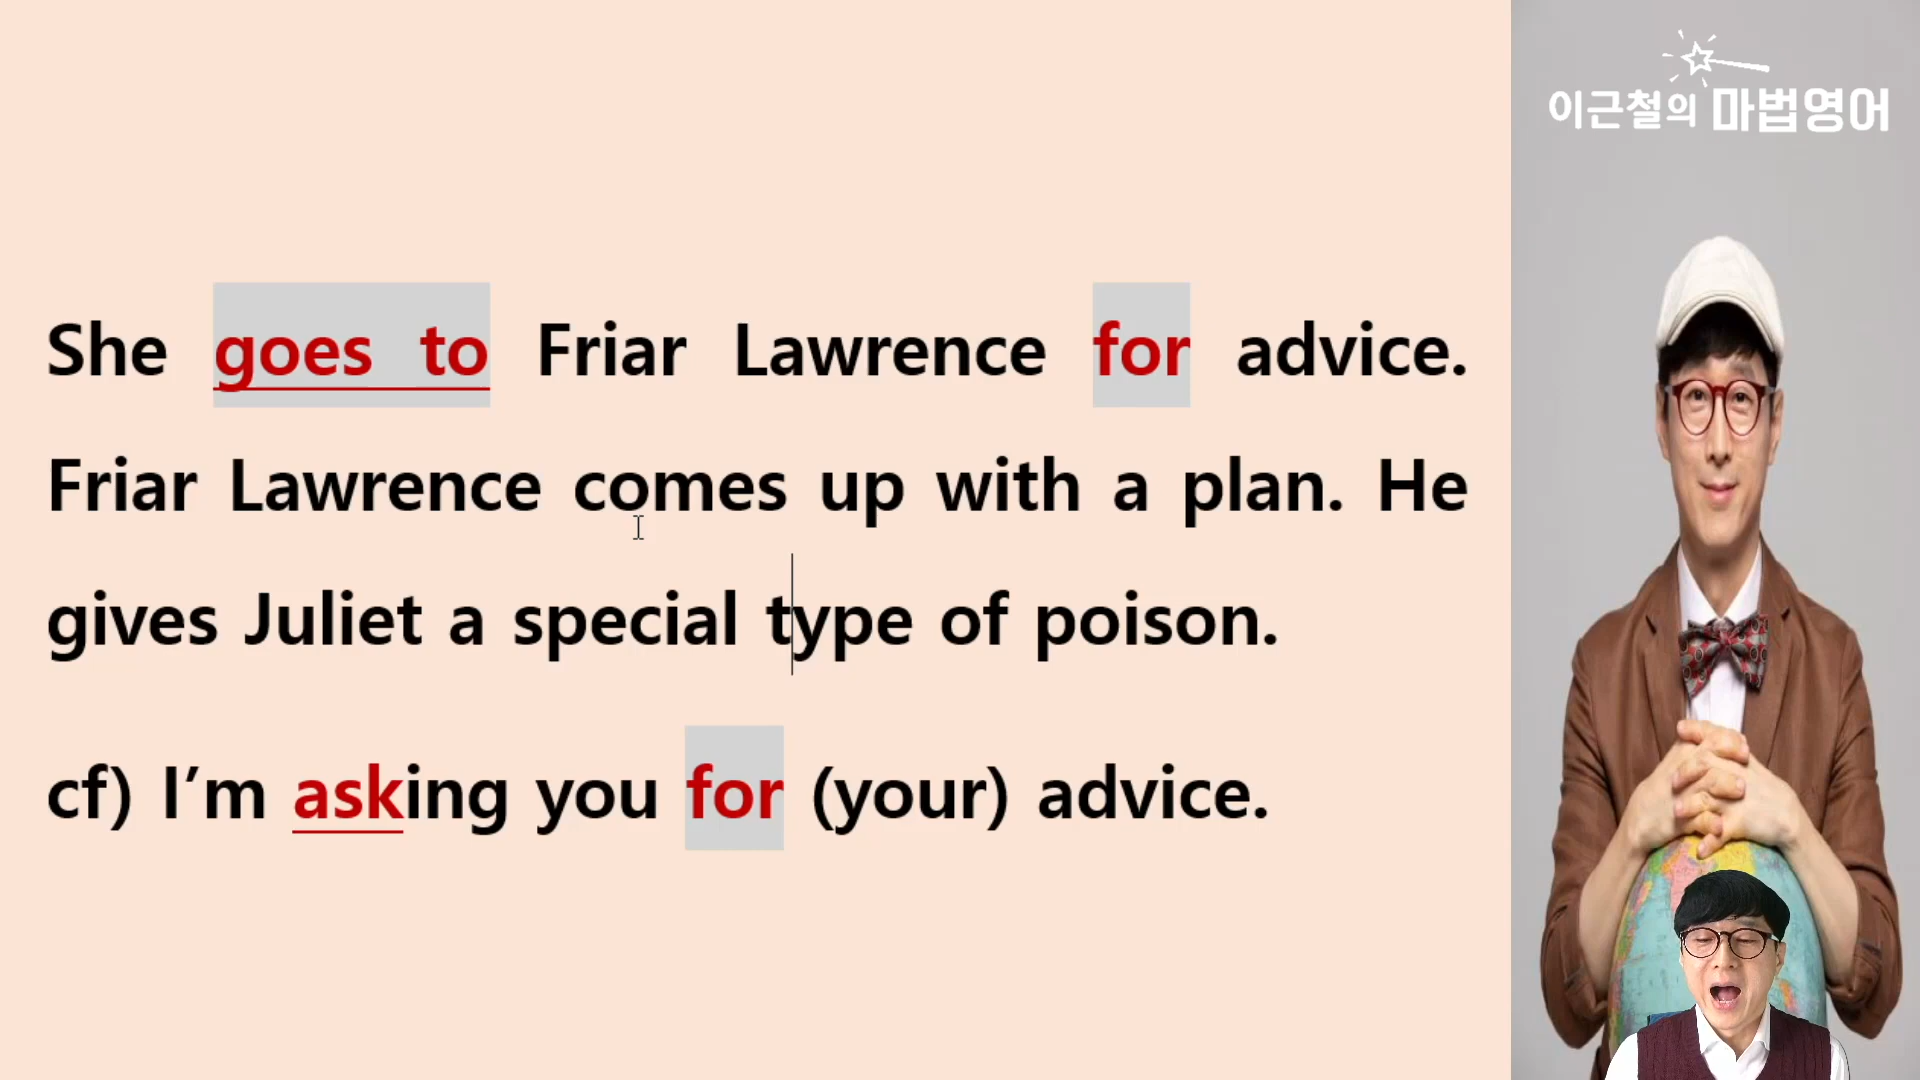 이근철의 마법영어
She goes to Friar Lawrence for advice.
Friar Lawrence comes up with a plan. He
gives Juliet a special type of poison.
cf) I’m asking you for (your) advice.